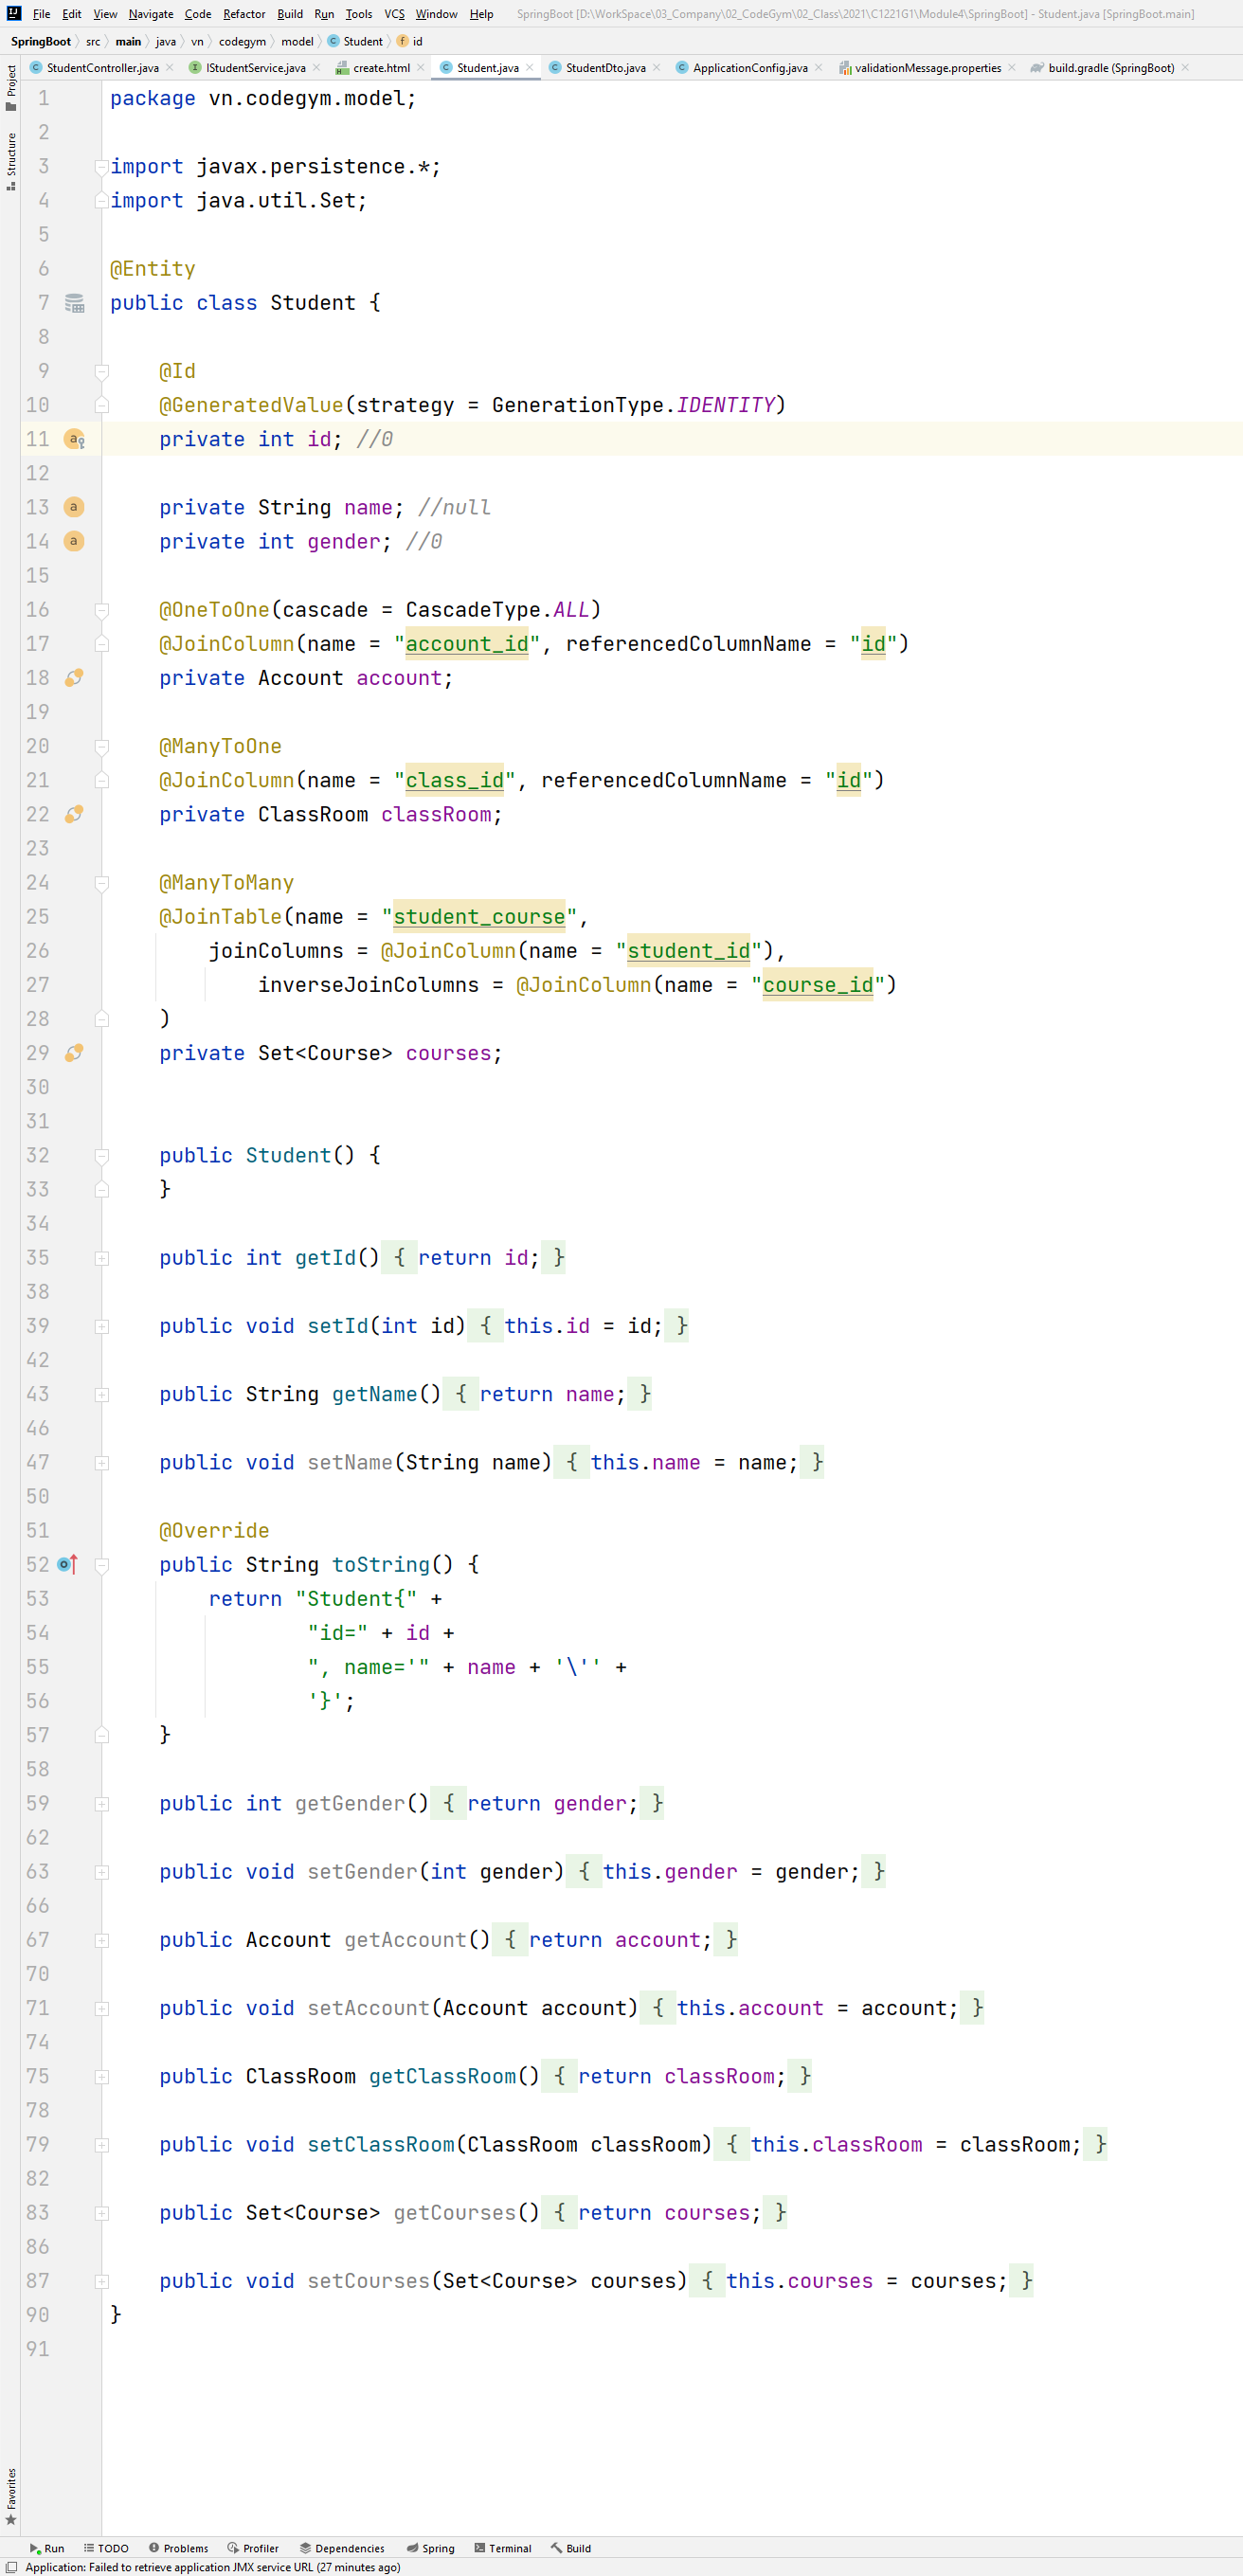 File Edit View Navigate Code Refactor Build Run Tools VCS Window Help SpringBoot [D:\WorkSpace\03_Company\02_CodeGym\02_Class\2021\C1221G1\Module4\SpringBoot] - Student.java [SpringBoot.main]
SpringBoot src main java vn codegym model Student id
StudentController.java IStudentService.java create.html Student.java StudentDto.java ApplicationConfig.java validationMessage.properties build.gradle (SpringBoot)
Project
Structure
1 package vn.codegym.model;
2
3 import javax.persistence.*;
4 import java.util.Set;
5
6 @Entity
7 public class Student {
8
9 @Id
10 @GeneratedValue(strategy = GenerationType.IDENTITY)
11 private int id; //0
12
13 private String name; //null
14 private int gender; //0
15
16 @OneToOne(cascade = CascadeType.ALL)
17 @JoinColumn(name = "account_id", referencedColumnName = "id")
18 private Account account;
19
20 @ManyToOne
21 @JoinColumn(name = "class_id", referencedColumnName = "id")
22 private ClassRoom classRoom;
23
24 @ManyToMany
25 @JoinTable(name = "student_course",
26 joinColumns = @JoinColumn(name = "student_id"),
27 inverseJoinColumns = @JoinColumn(name = "course_id")
28 )
29 private Set<Course> courses;
30
31
32 public Student() {
33 }
34
35 public int getId() { return id; }
38
39 public void setId(int id) { this.id = id; }
42
43 public String getName() { return name; }
46
47 public void setName(String name) { this.name = name; }
50
51 @Override
52 public String toString() {
53 return "Student{" +
54 "id=" + id +
55 ", name='" + name + '\'' +
56 '}';
57 }
58
59 public int getGender() { return gender; }
62
63 public void setGender(int gender) { this.gender = gender; }
66
67 public Account getAccount() { return account; }
70
71 public void setAccount(Account account) { this.account = account; }
74
75 public ClassRoom getClassRoom() { return classRoom; }
78
79 public void setClassRoom(ClassRoom classRoom) { this.classRoom = classRoom; }
82
83 public Set<Course> getCourses() { return courses; }
86
87 public void setCourses(Set<Course> courses) { this.courses = courses; }
90 }
91
Favorites
Run TODO Problems Profiler Dependencies Spring Terminal Build
Application: Failed to retrieve application JMX service URL (27 minutes ago)